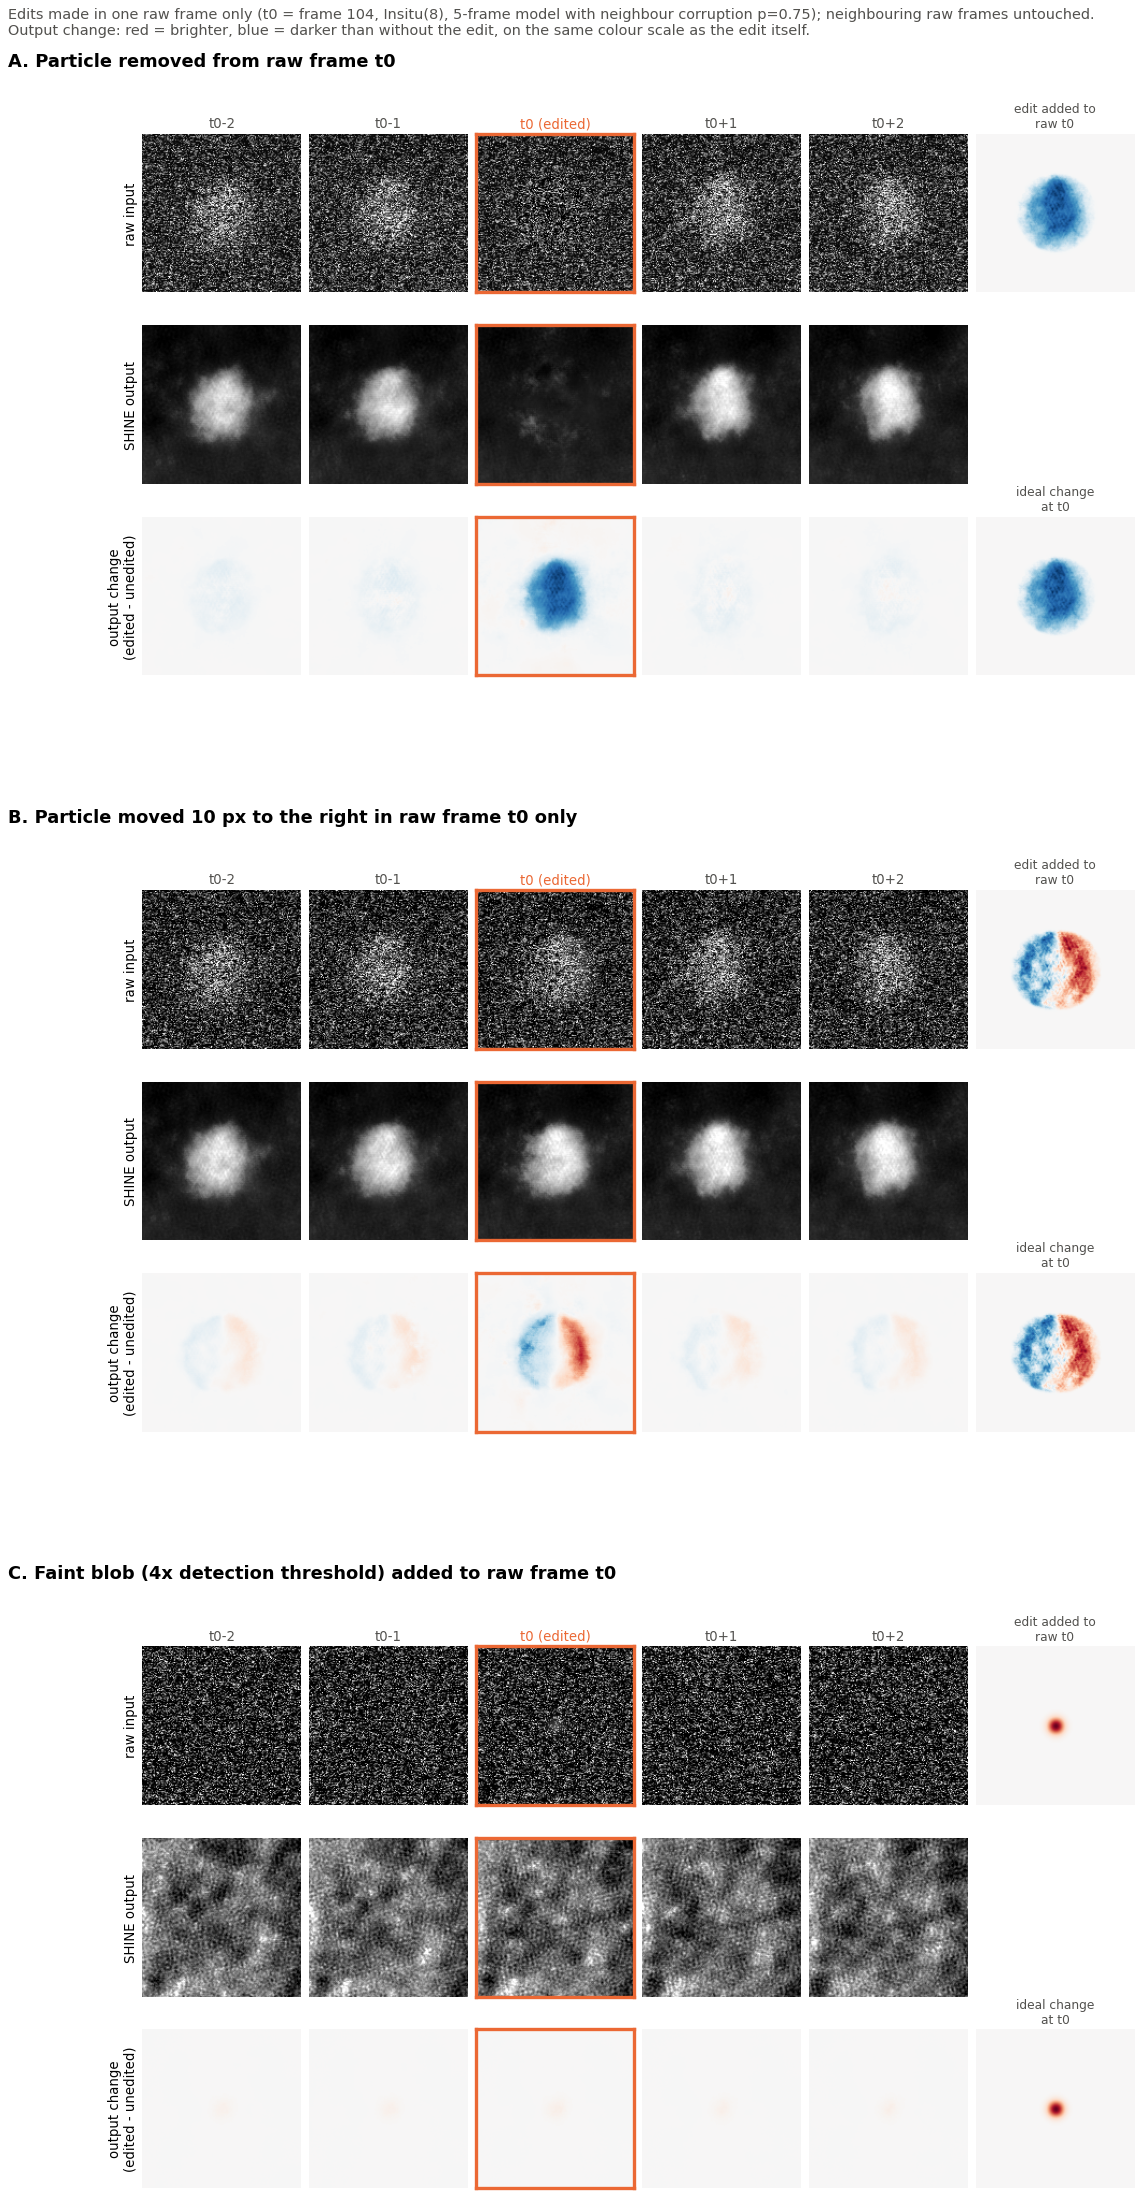 Edits made in one raw frame only (t0 = frame 104, Insitu(8), 5-frame model with neighbour corruption p=0.75); neighbouring raw frames untouched.
Output change: red = brighter, blue = darker than without the edit, on the same colour scale as the edit itself.
A. Particle removed from raw frame t0
t0-2
t0-1
t0 (edited)
t0+1
t0+2
edit added to
raw t0
raw input
SHINE output
ideal change
at t0
output change
(edited - unedited)
B. Particle moved 10 px to the right in raw frame t0 only
t0-2
t0-1
t0 (edited)
t0+1
t0+2
edit added to
raw t0
raw input
SHINE output
ideal change
at t0
output change
(edited - unedited)
C. Faint blob (4x detection threshold) added to raw frame t0
t0-2
t0-1
t0 (edited)
t0+1
t0+2
edit added to
raw t0
raw input
SHINE output
ideal change
at t0
output change
(edited - unedited)